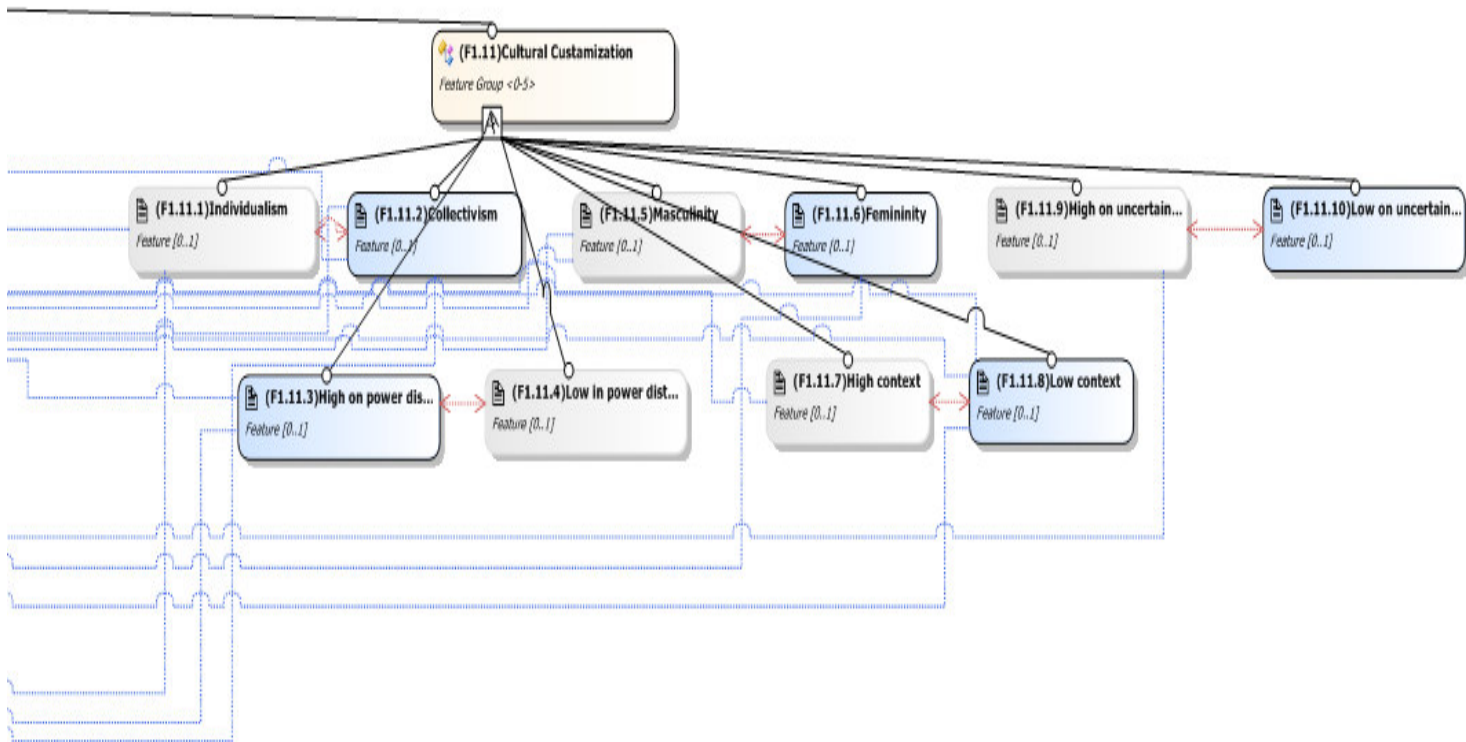 (F1.11)Cultural Custamization
Feature Group <0-5>
(F1.11.1)Individualism
Feature [0..1]
(F1.11.2)Collectivism
Feature [0..1]
(F1.11.5)Masculinity
Feature [0..1]
(F1.11.6)Femininity
Feature [0..1]
(F1.11.9)High on uncertain...
Feature [0..1]
(F1.11.10)Low on uncertain...
Feature [0..1]
(F1.11.3)High on power dis...
Feature [0..1]
(F1.11.4)Low in power dist...
Feature [0..1]
(F1.11.7)High context
Feature [0..1]
(F1.11.8)Low context
Feature [0..1]